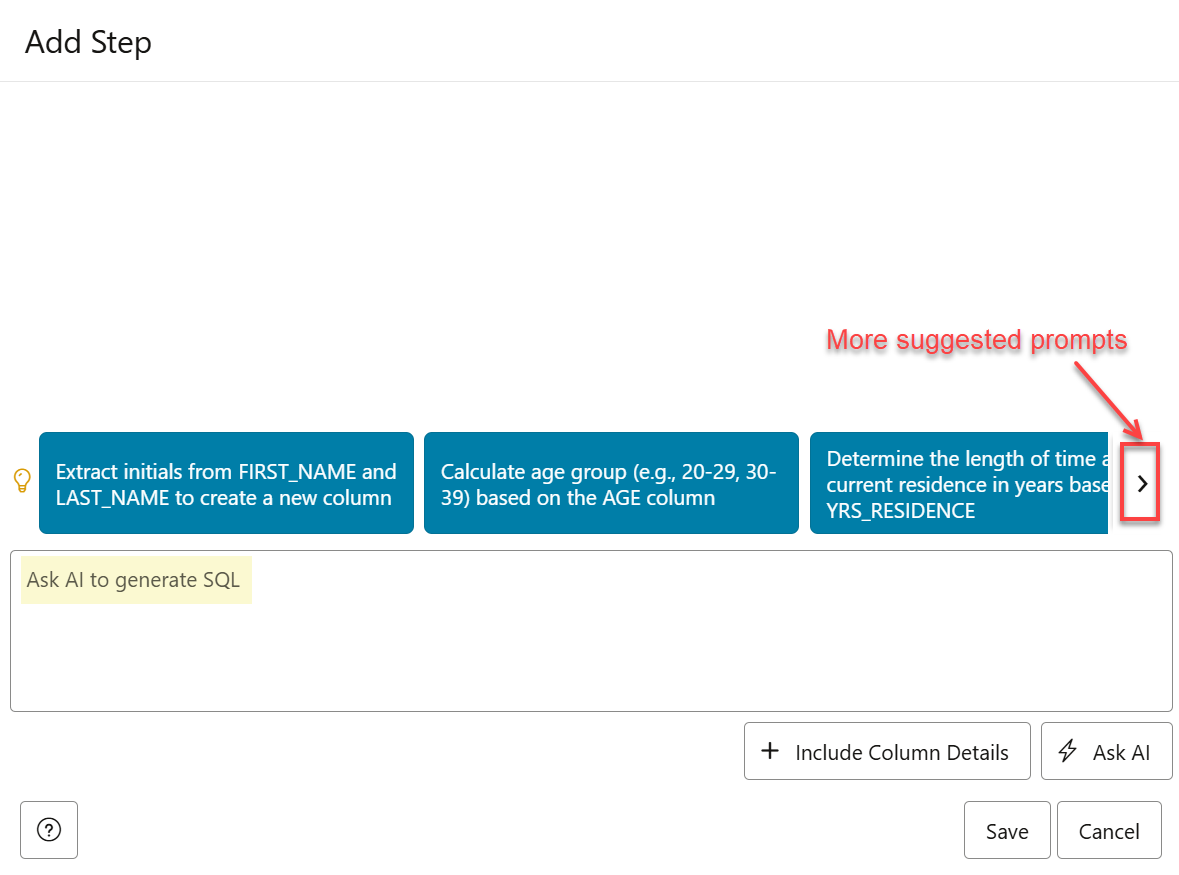 Add Step
More suggested prompts
Extract initials from FIRST_NAME and
LAST_NAME to create a new column
Calculate age group (e.g., 20-29, 30-
39) based on the AGE column
Determine the length of time
current residence in years base
YRS_RESIDENCE
Ask AI to generate SQL
Include Column Details
Ask AI
Save
Cancel